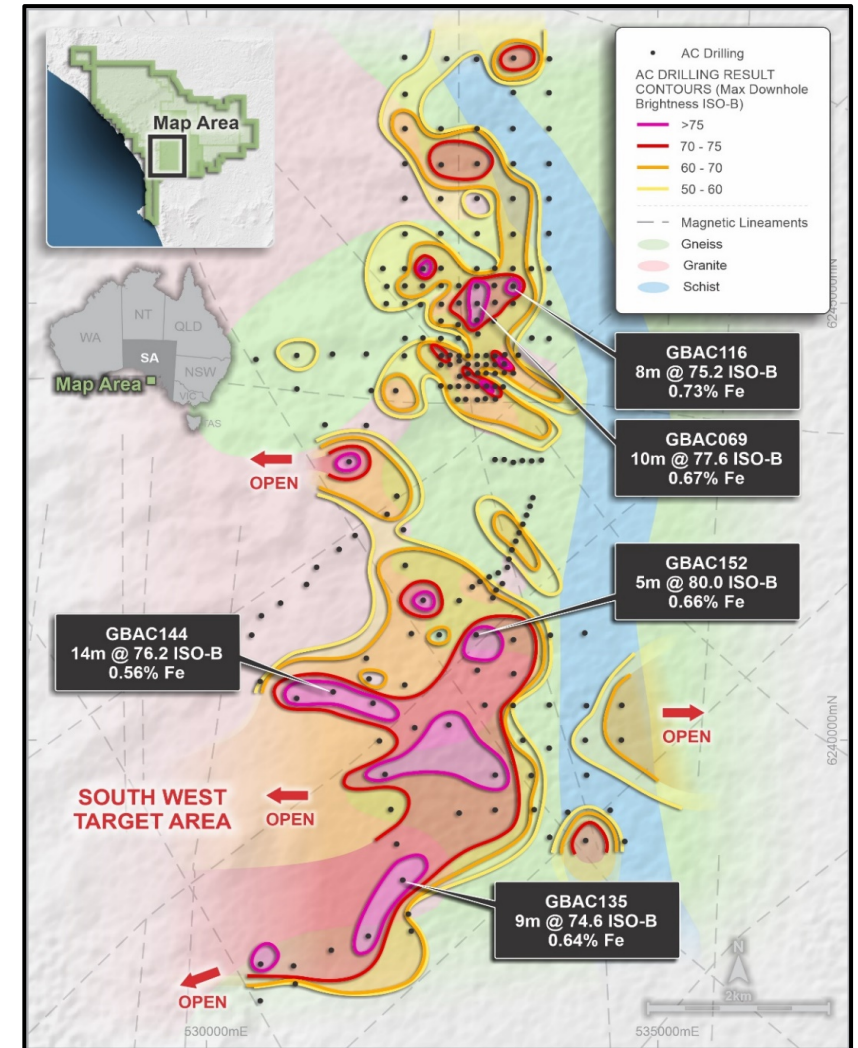 Map Area
AC Drilling
AC DRILLING RESULT
CONTOURS (Max Downhole
Brightness ISO-B)
>75
70 - 75
60 - 70
50 - 60
Magnetic Lineaments
Gneiss
Granite
Schist
WA
NT
QLD
SA
NSW
VIC
TAS
Map Area
6245000mN
GBAC116
8m @ 75.2 ISO-B
0.73% Fe
GBAC069
10m @ 77.6 ISO-B
0.67% Fe
OPEN
GBAC152
5m @ 80.0 ISO-B
0.66% Fe
GBAC144
14m @ 76.2 ISO-B
0.56% Fe
OPEN
6240000mN
SOUTH WEST
TARGET AREA
OPEN
GBAC135
9m @ 74.6 ISO-B
0.64% Fe
OPEN
N
2km
530000mE
535000mE